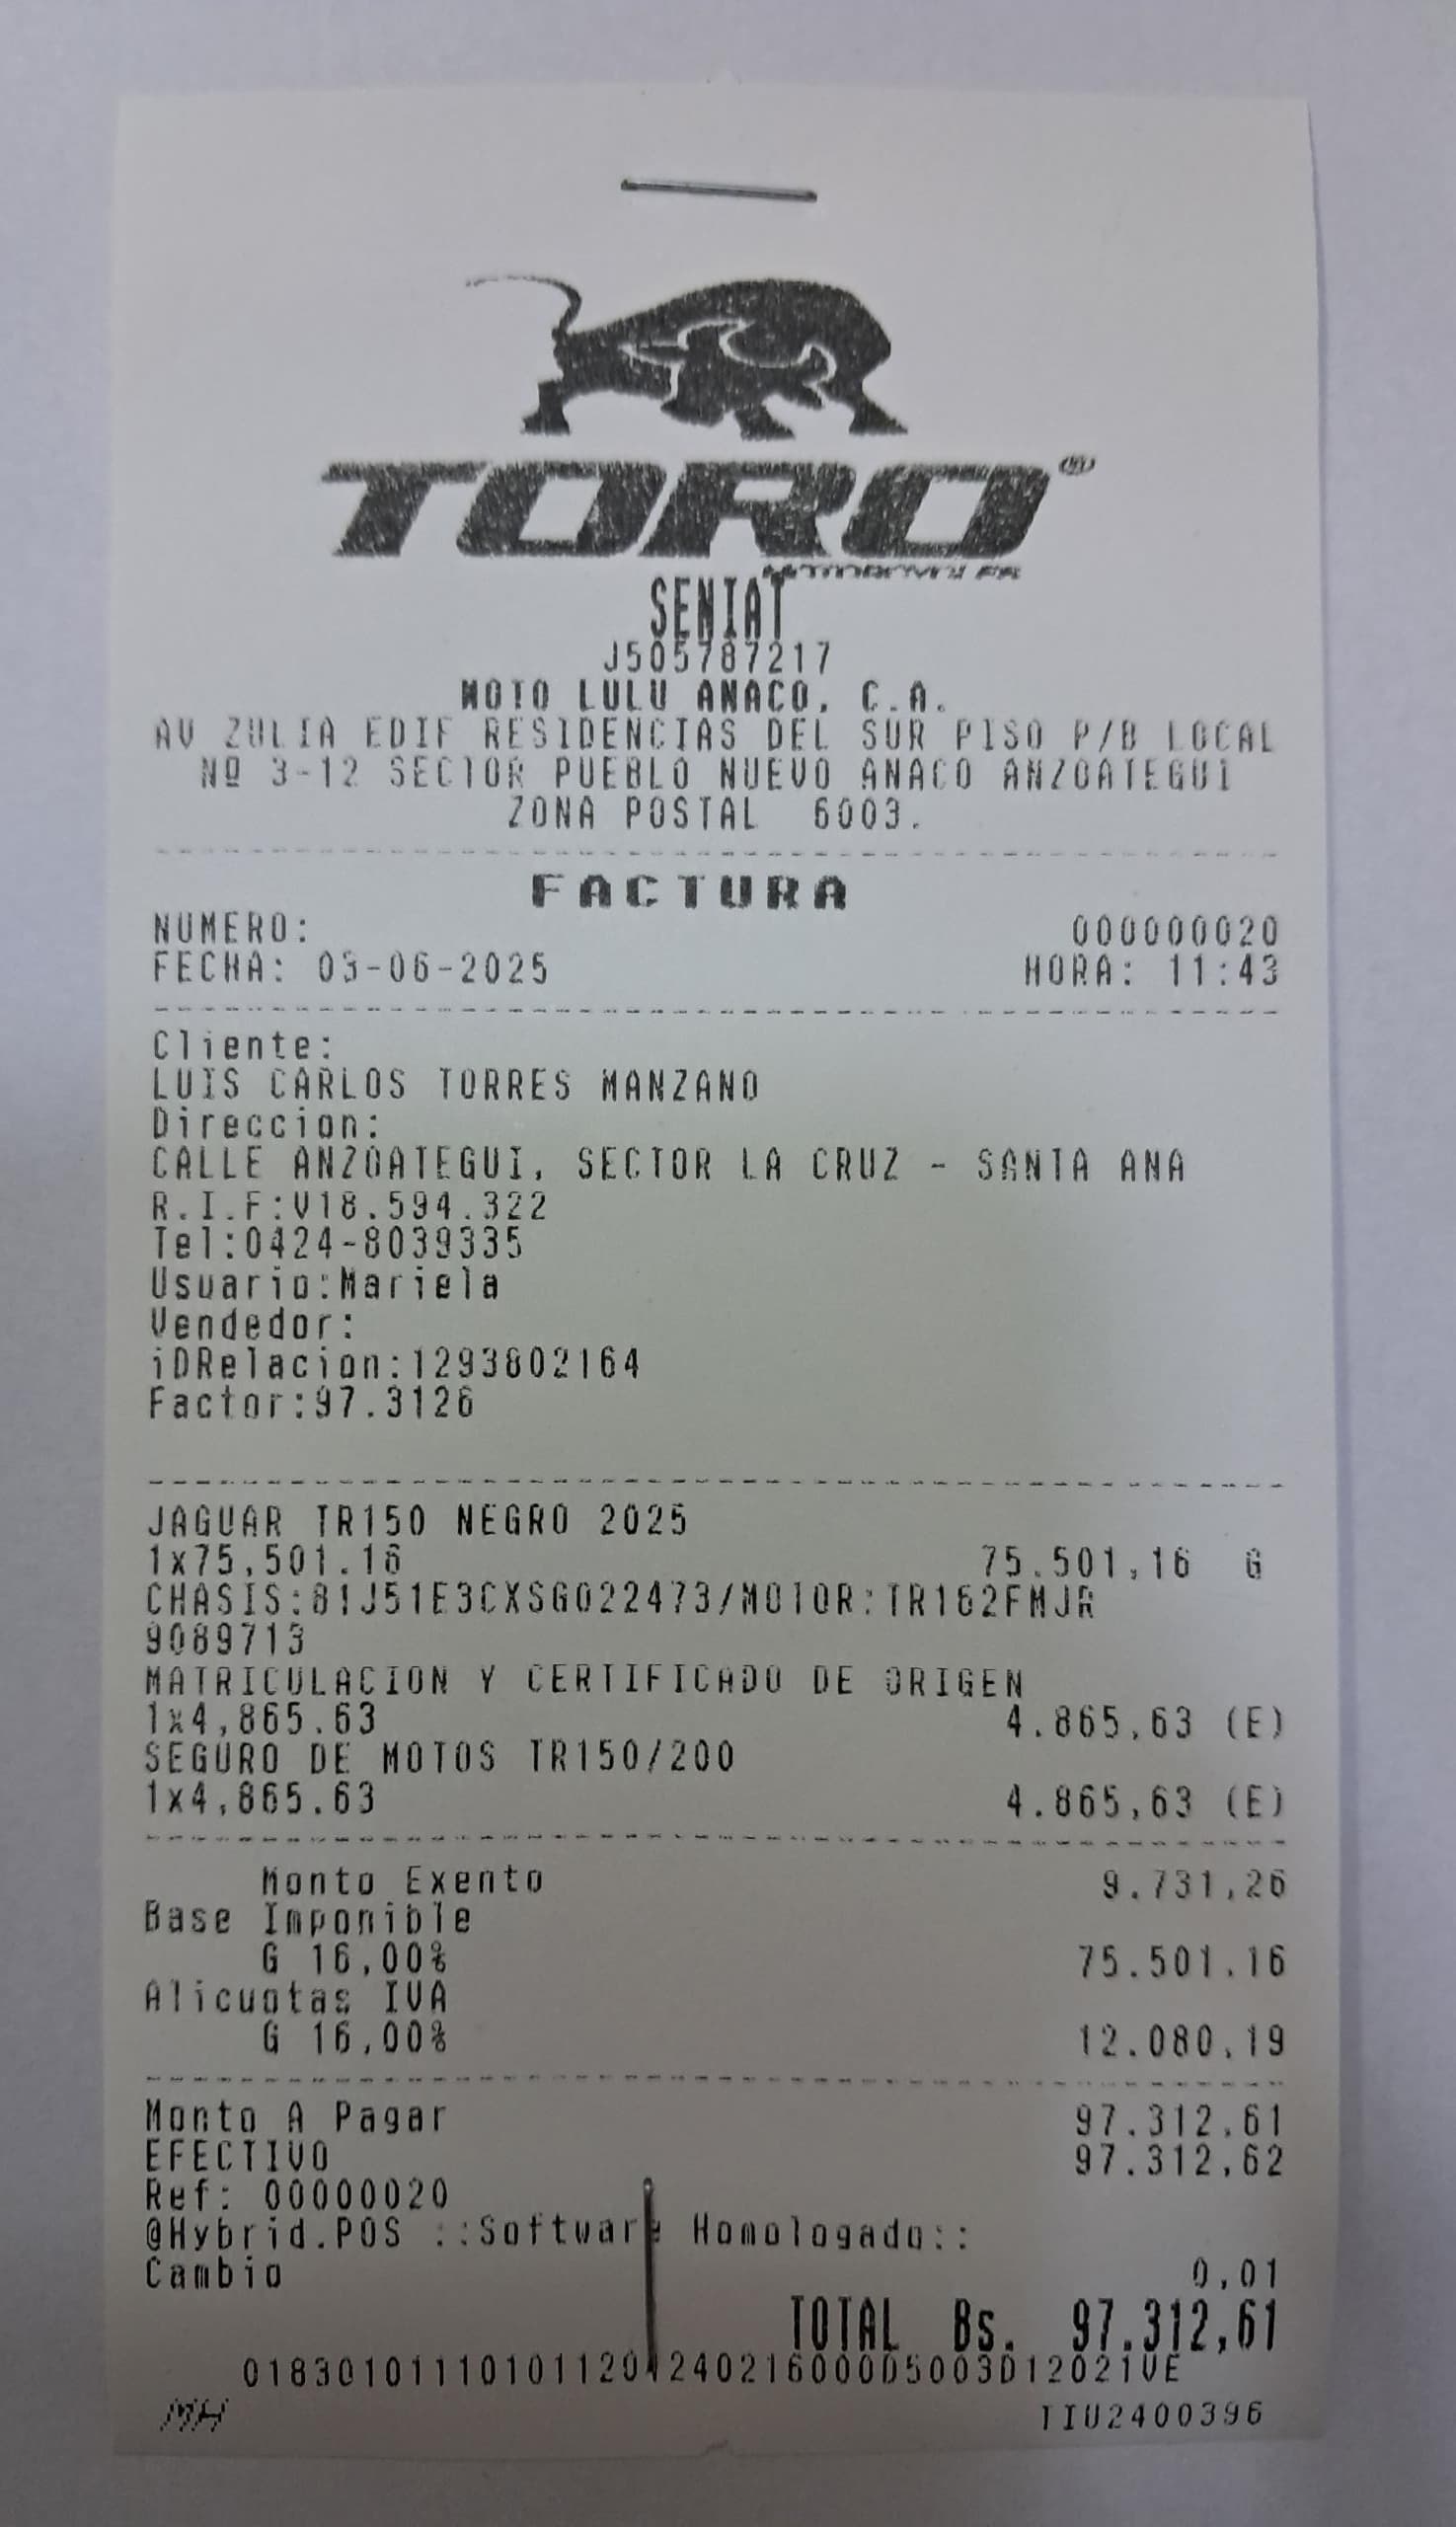 TORO®
MOTORCYCLES
SENIAT
J505787217
MOTO LULU ANACO, C.A.
AV ZULIA EDIF RESIDENCIAS DEL SUR PISO P/B LOCAL
Nº 3-12 SECTOR PUEBLO NUEVO ANACO ANZOATEGUI
ZONA POSTAL 6003.
FACTURA
NUMERO: 000000020
FECHA: 03-06-2025 HORA: 11:43
Cliente:
LUIS CARLOS TORRES MANZANO
Direccion:
CALLE ANZOATEGUI, SECTOR LA CRUZ - SANTA ANA
R.I.F:V18.594.322
Tel:0424-8039335
Usuario:Mariela
Vendedor:
iDRelacion:1293802164
Factor:97.3126
JAGUAR TR150 NEGRO 2025
1x75,501.16 75.501,16 G
CHASIS:81J51E3CXSG022473/MOTOR:TR162FMJR
9089713
MATRICULACION Y CERTIFICADO DE ORIGEN
1x4,865.63 4.865,63 (E)
SEGURO DE MOTOS TR150/200
1x4,865.63 4.865,63 (E)
Monto Exento 9.731,26
Base Imponible
G 16,00% 75.501,16
Alicuotas IVA
G 16,00% 12.080,19
Monto A Pagar 97.312,61
EFECTIVO 97.312,62
Ref: 00000020
@Hybrid.POS ::Software Homologado::
Cambio 0,01
TOTAL Bs. 97.312,61
MH TIU2400396